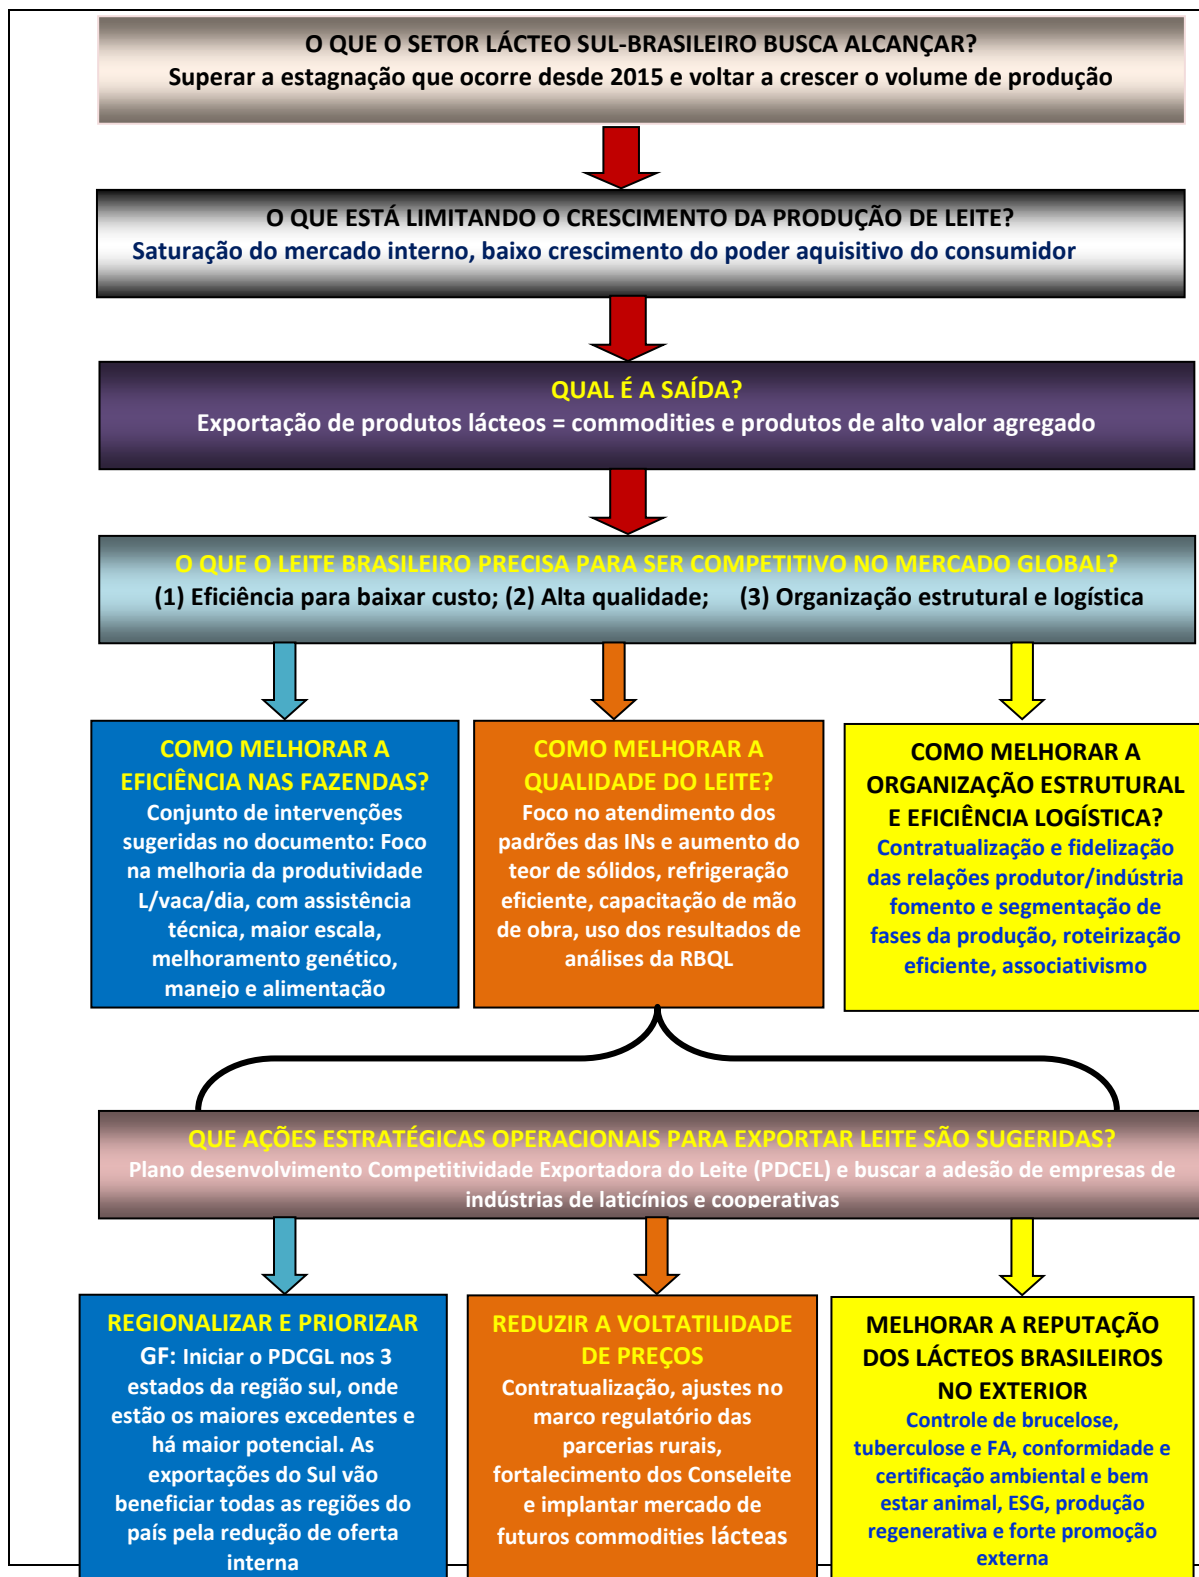 O QUE O SETOR LÁCTEO SUL-BRASILEIRO BUSCA ALCANÇAR?
Superar a estagnação que ocorre desde 2015 e voltar a crescer o volume de produção
O QUE ESTÁ LIMITANDO O CRESCIMENTO DA PRODUÇÃO DE LEITE?
Saturação do mercado interno, baixo crescimento do poder aquisitivo do consumidor
QUAL É A SAÍDA?
Exportação de produtos lácteos = commodities e produtos de alto valor agregado
O QUE O LEITE BRASILEIRO PRECISA PARA SER COMPETITIVO NO MERCADO GLOBAL?
(1) Eficiência para baixar custo; (2) Alta qualidade; (3) Organização estrutural e logística
COMO MELHORAR A
EFICIÊNCIA NAS FAZENDAS?
Conjunto de intervenções
sugeridas no documento: Foco
na melhoria da produtividade
L/vaca/dia, com assistência
técnica, maior escala,
melhoramento genético,
manejo e alimentação
COMO MELHORAR A
QUALIDADE DO LEITE?
Foco no atendimento dos
padrões das INs e aumento do
teor de sólidos, refrigeração
eficiente, capacitação de mão
de obra, uso dos resultados de
análises da RBQL
COMO MELHORAR A
ORGANIZAÇÃO ESTRUTURAL
E EFICIÊNCIA LOGÍSTICA?
Contratualização e fidelização
das relações produtor/indústria
fomento e segmentação de
fases da produção, roteirização
eficiente, associativismo
QUE AÇÕES ESTRATÉGICAS OPERACIONAIS PARA EXPORTAR LEITE SÃO SUGERIDAS?
Plano desenvolvimento Competitividade Exportadora do Leite (PDCEL) e buscar a adesão de empresas de
indústrias de laticínios e cooperativas
REGIONALIZAR E PRIORIZAR
GF: Iniciar o PDCGL nos 3
estados da região sul, onde
estão os maiores excedentes e
há maior potencial. As
exportações do Sul vão
beneficiar todas as regiões do
país pela redução de oferta
interna
REDUZIR A VOLTATILIDADE
DE PREÇOS
Contratualização, ajustes no
marco regulatório das
parcerias rurais,
fortalecimento dos Conseleite
e implantar mercado de
futuros commodities lácteas
MELHORAR A REPUTAÇÃO
DOS LÁCTEOS BRASILEIROS
NO EXTERIOR
Controle de brucelose,
tuberculose e FA, conformidade e
certificação ambiental e bem
estar animal, ESG, produção
regenerativa e forte promoção
externa